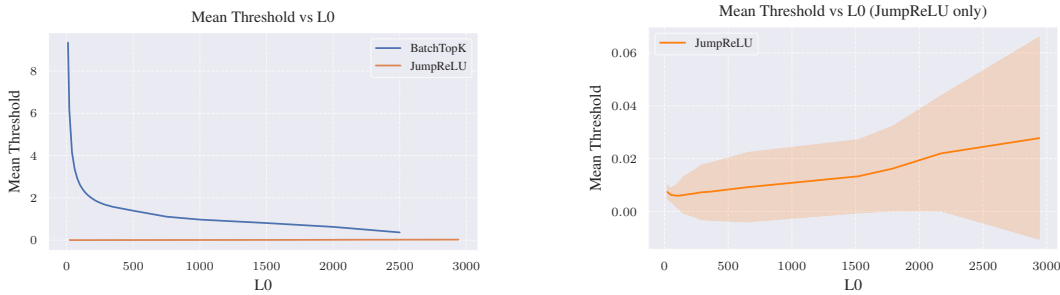 Mean Threshold vs L0
Mean Threshold
8
6
4
2
0
BatchTopK
JumpReLU
0 500 1000 1500 2000 2500 3000
L0
Mean Threshold vs L0 (JumpReLU only)
Mean Threshold
0.06
0.04
0.02
0.00
JumpReLU
0 500 1000 1500 2000 2500 3000
L0